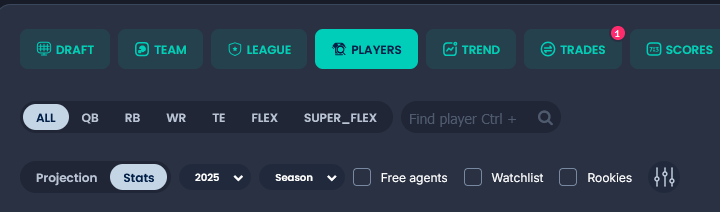 DRAFT TEAM LEAGUE PLAYERS TREND TRADES 1 713 SCORES
ALL QB RB WR TE FLEX SUPER_FLEX Find player Ctrl +
Projection Stats 2025 Season Free agents Watchlist Rookies